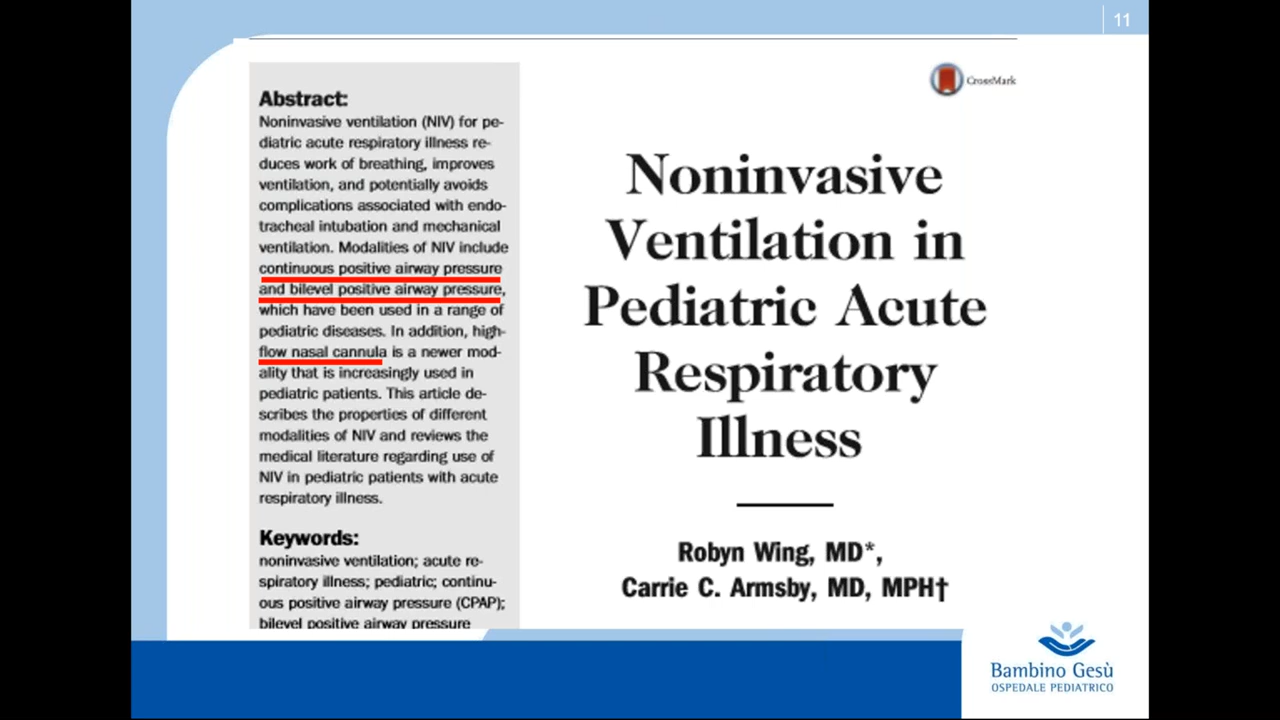 11
Abstract:
Noninvasive ventilation (NIV) for pe-
diatric acute respiratory illness re-
duces work of breathing, improves
ventilation, and potentially avoids
complications associated with endo-
tracheal intubation and mechanical
ventilation. Modalities of NIV include
continuous positive airway pressure
and bilevel positive airway pressure,
which have been used in a range of
pediatric diseases. In addition, high-
flow nasal cannula is a newer mod-
ality that is increasingly used in
pediatric patients. This article de-
scribes the properties of different
modalities of NIV and reviews the
medical literature regarding use of
NIV in pediatric patients with acute
respiratory illness.
Keywords:
noninvasive ventilation; acute re-
spiratory illness; pediatric; continu-
ous positive airway pressure (CPAP);
bilevel positive airway pressure
CrossMark
Noninvasive
Ventilation in
Pediatric Acute
Respiratory
Illness
Robyn Wing, MD*,
Carrie C. Armsby, MD, MPH†
Bambino Gesù
OSPEDALE PEDIATRICO